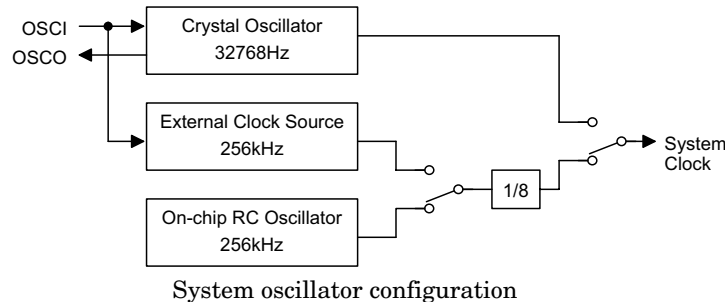 OSCI
OSCO
Crystal Oscillator
32768Hz
External Clock Source
256kHz
On-chip RC Oscillator
256kHz
1/8
System
Clock
System oscillator configuration